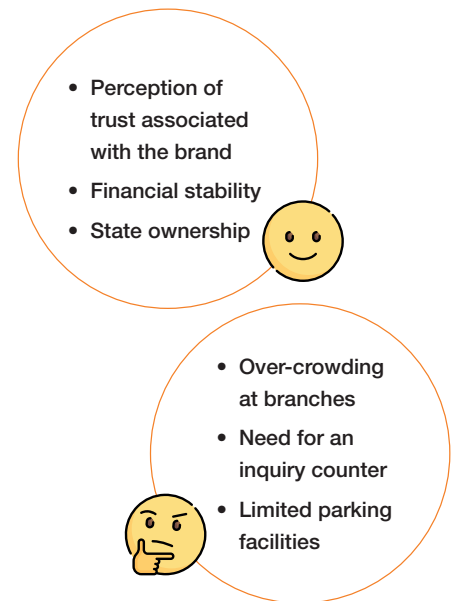 • Perception of
trust associated
with the brand
• Financial stability
• State ownership
• Over-crowding
at branches
• Need for an
inquiry counter
• Limited parking
facilities